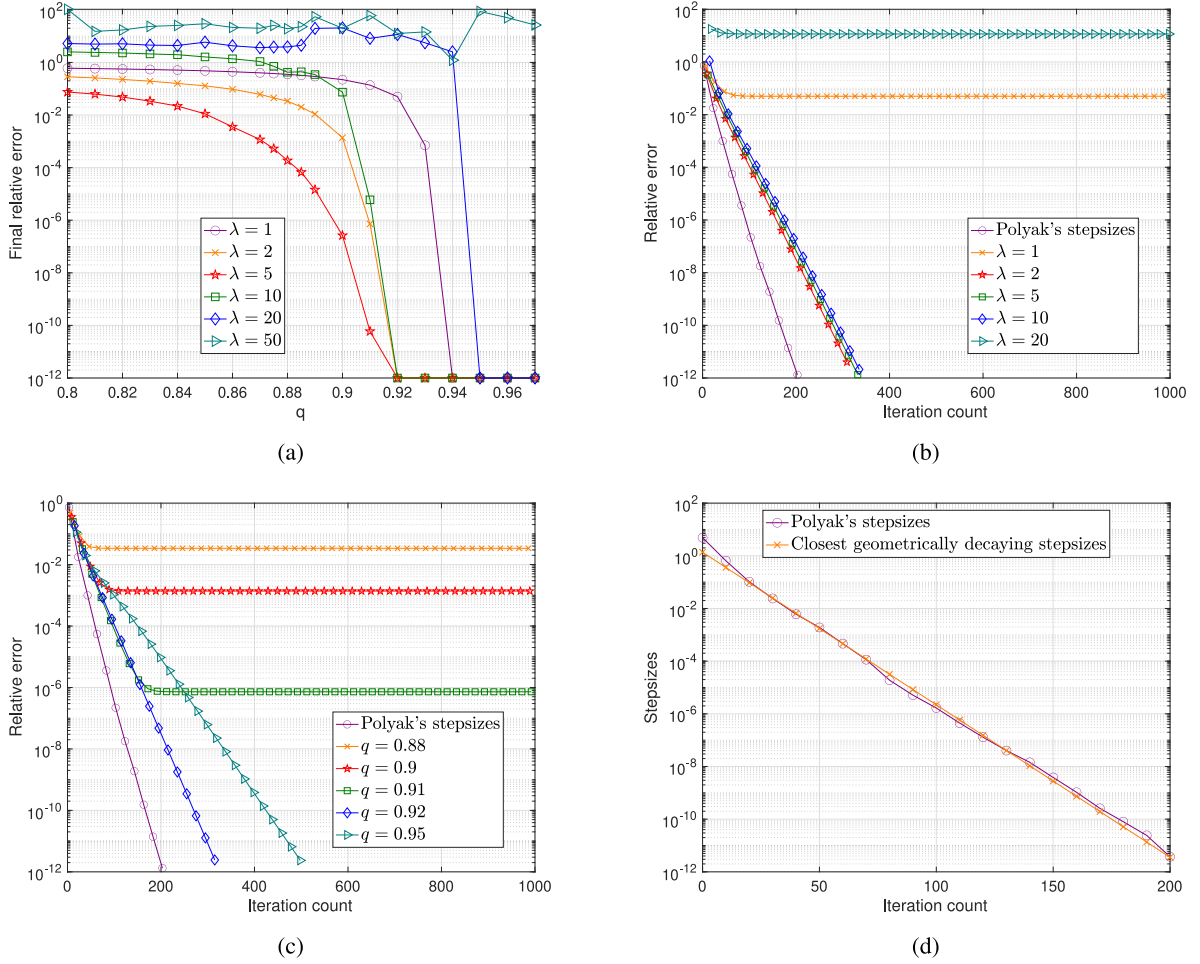 Final relative error
10^2
10^0
10^-2
10^-4
10^-6
10^-8
10^-10
10^-12
λ = 1
λ = 2
λ = 5
λ = 10
λ = 20
λ = 50
0.8 0.82 0.84 0.86 0.88 0.9 0.92 0.94 0.96
q
(a)
Relative error
10^2
10^0
10^-2
10^-4
10^-6
10^-8
10^-10
10^-12
Polyak's stepsizes
λ = 1
λ = 2
λ = 5
λ = 10
λ = 20
0 200 400 600 800 1000
Iteration count
(b)
Relative error
10^0
10^-2
10^-4
10^-6
10^-8
10^-10
10^-12
Polyak's stepsizes
q = 0.88
q = 0.9
q = 0.91
q = 0.92
q = 0.95
0 200 400 600 800 1000
Iteration count
(c)
Stepsizes
10^2
10^0
10^-2
10^-4
10^-6
10^-8
10^-10
10^-12
Polyak's stepsizes
Closest geometrically decaying stepsizes
0 50 100 150 200
Iteration count
(d)